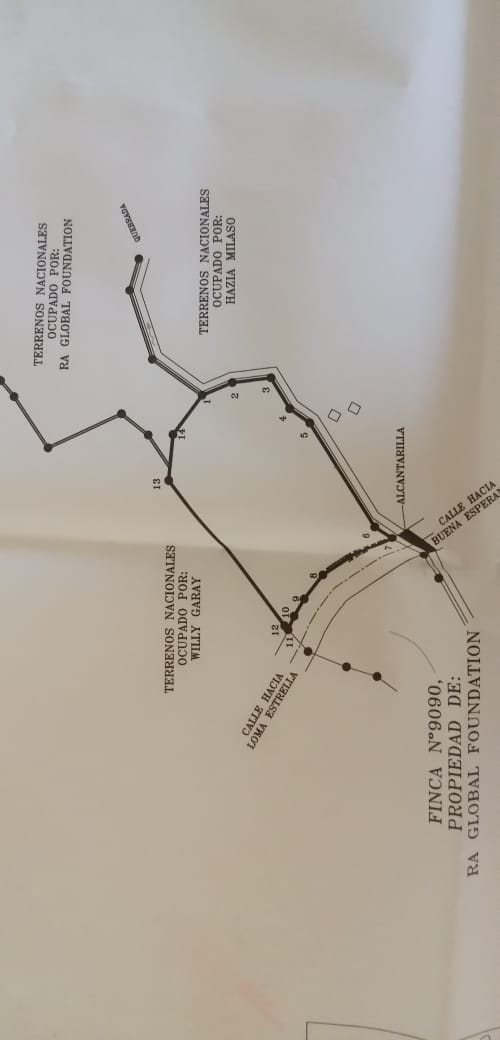 TERRENOS NACIONALES
OCUPADO POR:
RA GLOBAL FOUNDATION
QUEBRADA
TERRENOS NACIONALES
OCUPADO POR:
HAZIA MILASO
1
2
3
4
5
6
7
8
9
10
11
12
13
14
ALCANTARILLA
CALLE HACIA
BUENA ESPERAN
TERRENOS NACIONALES
OCUPADO POR:
WILLY GARAY
CALLE HACIA
LOMA ESTRELLA
FINCA N°9090,
PROPIEDAD DE:
RA GLOBAL FOUNDATION